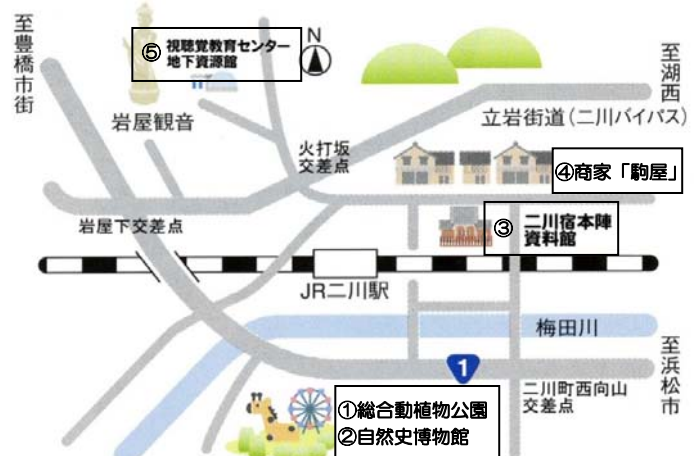 至豊橋市街
⑤ 視聴覚教育センター
地下資源館
N
至湖西
岩屋観音
立岩街道(二川バイパス)
火打坂
交差点
④商家「駒屋」
岩屋下交差点
③ 二川宿本陣
資料館
JR二川駅
梅田川
至浜松市
1
二川町西向山
交差点
①総合動植物公園
②自然史博物館